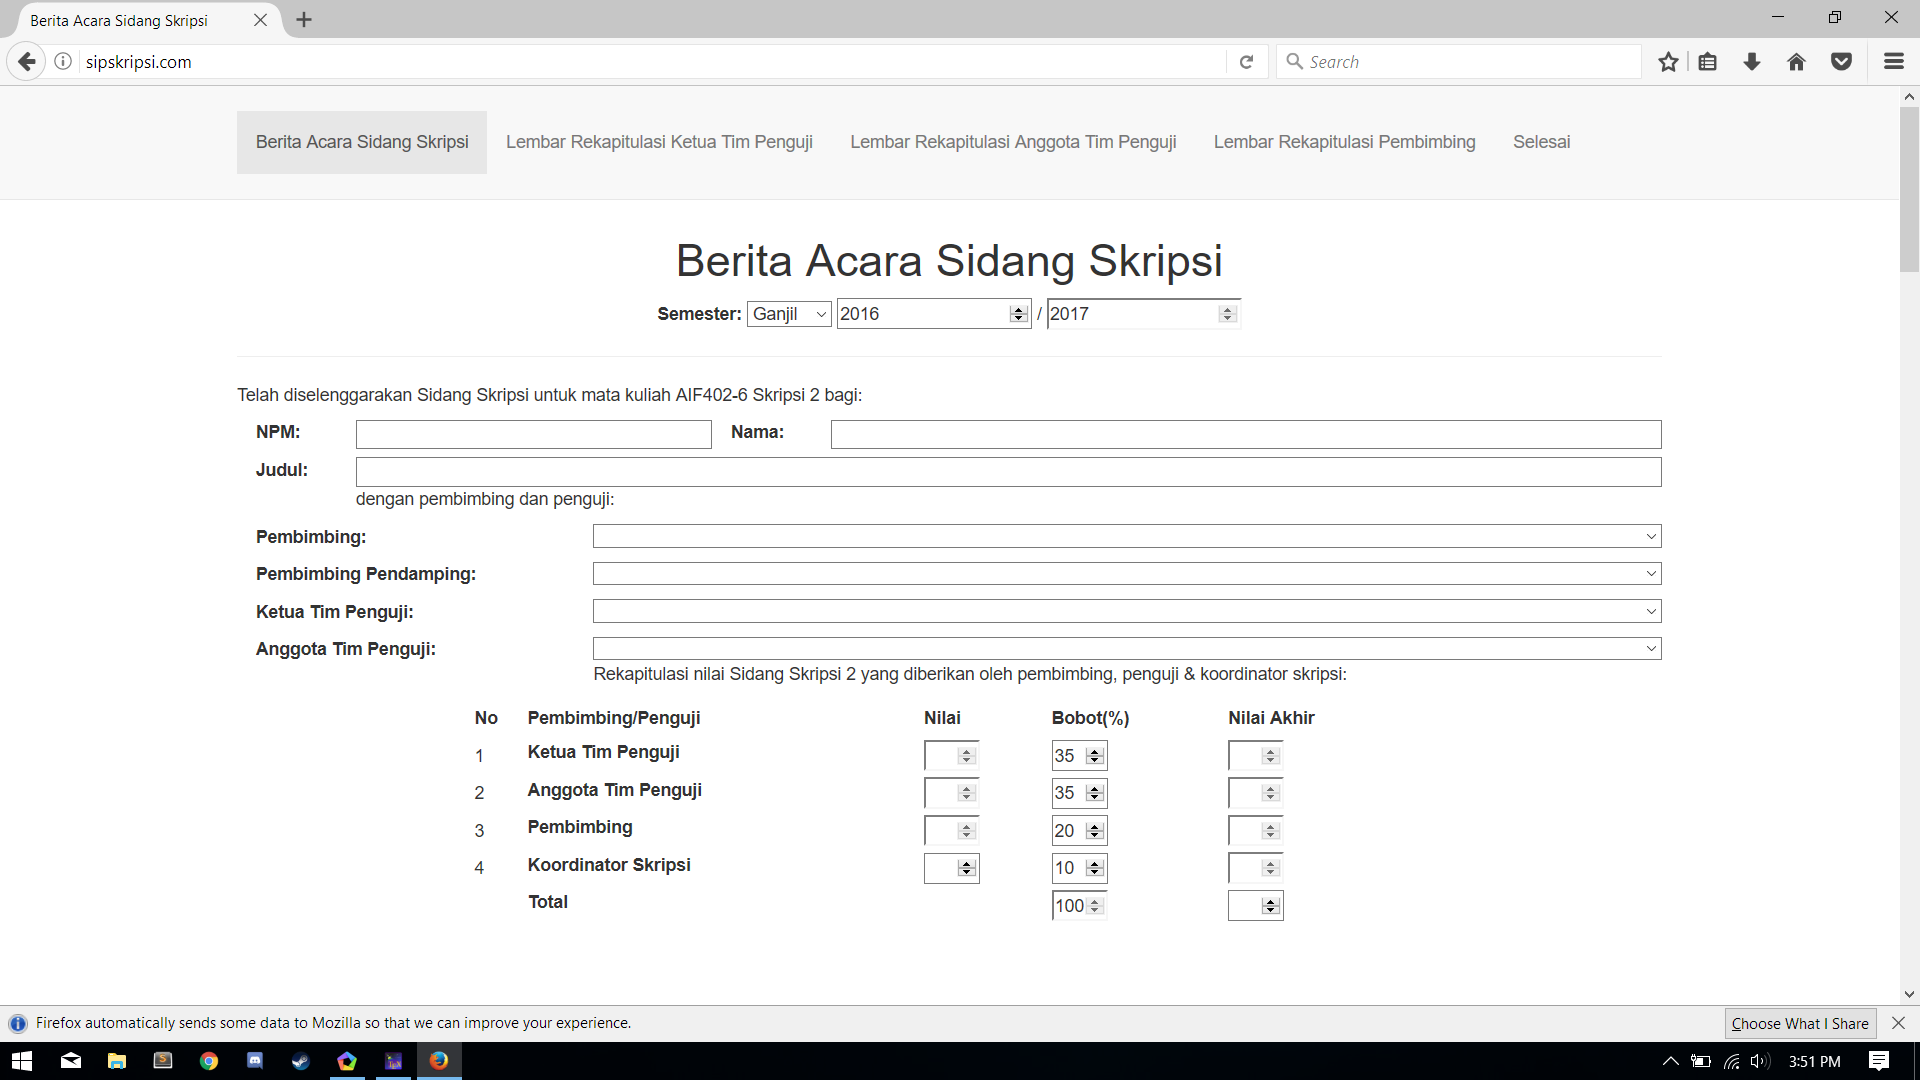 Berita Acara Sidang Skripsi
sipskripsi.com
Search
Berita Acara Sidang Skripsi Lembar Rekapitulasi Ketua Tim Penguji Lembar Rekapitulasi Anggota Tim Penguji Lembar Rekapitulasi Pembimbing Selesai
Berita Acara Sidang Skripsi
Semester: Ganjil 2016 / 2017
Telah diselenggarakan Sidang Skripsi untuk mata kuliah AIF402-6 Skripsi 2 bagi:
NPM: Nama:
Judul:
dengan pembimbing dan penguji:
Pembimbing:
Pembimbing Pendamping:
Ketua Tim Penguji:
Anggota Tim Penguji:
Rekapitulasi nilai Sidang Skripsi 2 yang diberikan oleh pembimbing, penguji & koordinator skripsi:
No Pembimbing/Penguji Nilai Bobot(%) Nilai Akhir
1 Ketua Tim Penguji 35
2 Anggota Tim Penguji 35
3 Pembimbing 20
4 Koordinator Skripsi 10
Total 100
Firefox automatically sends some data to Mozilla so that we can improve your experience.
Choose What I Share
3:51 PM